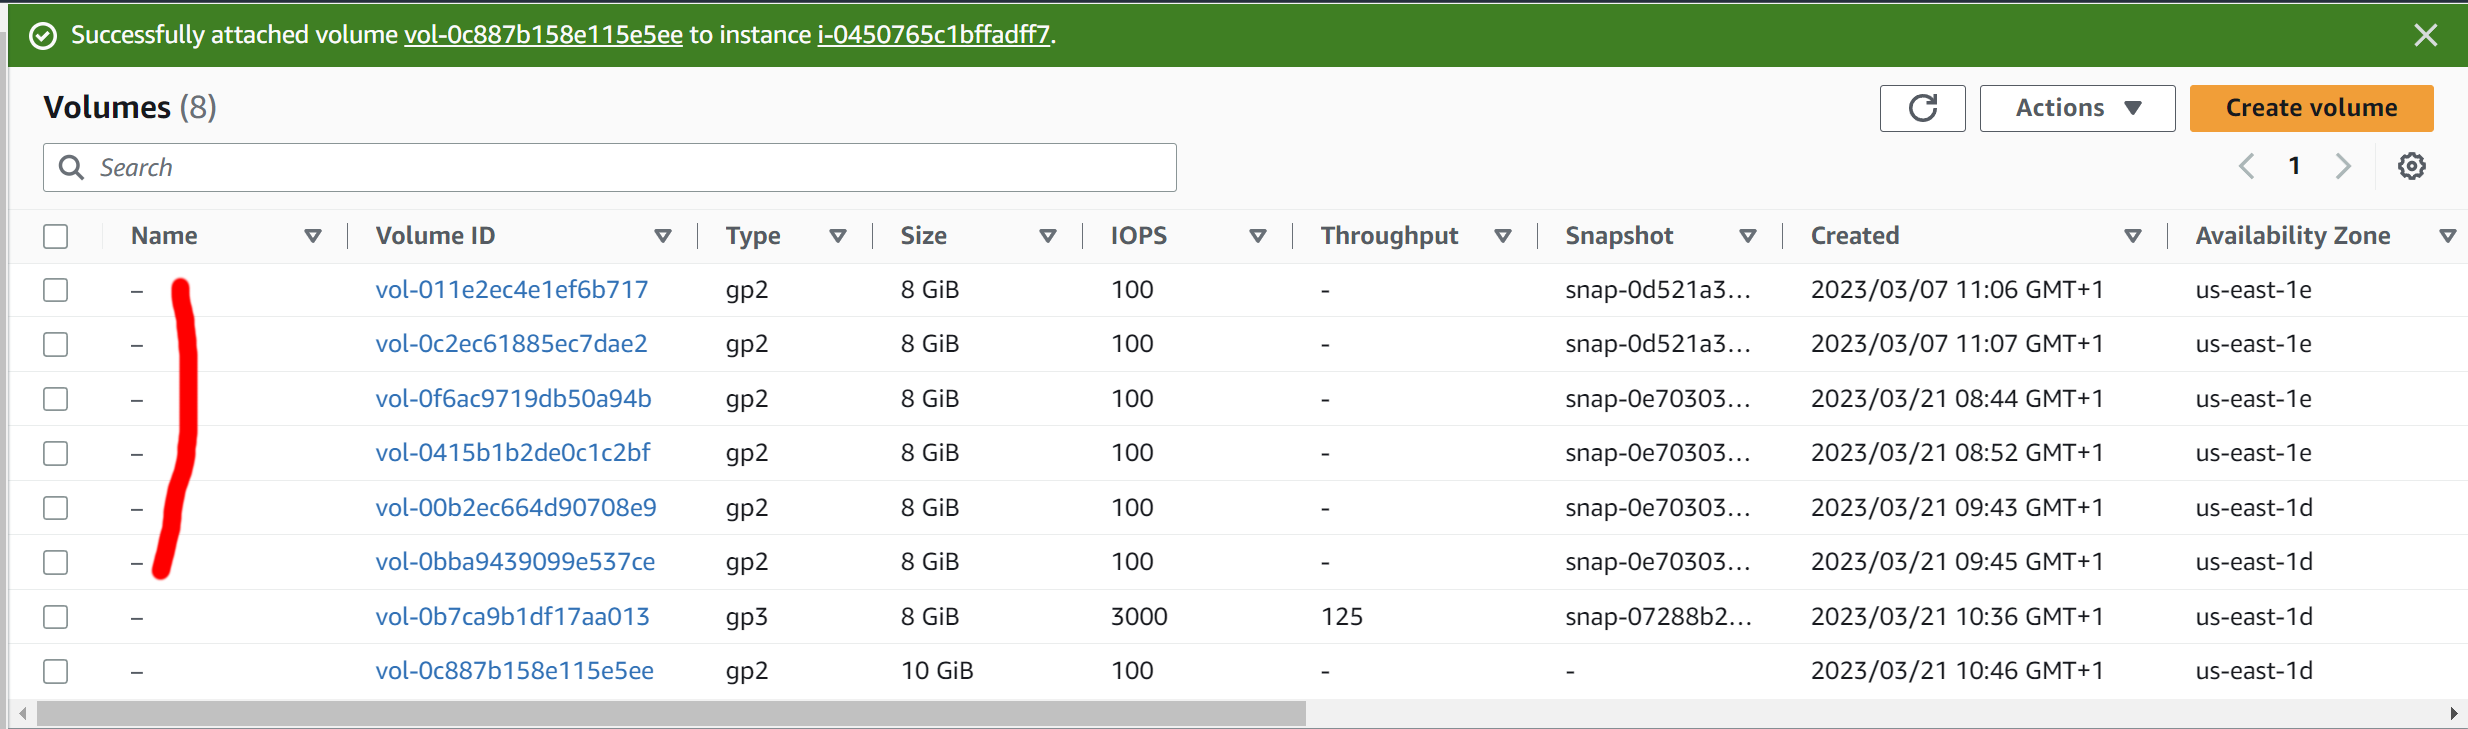 Successfully attached volume vol-0c887b158e115e5ee to instance i-0450765c1bffadff7.
Volumes (8)
Actions
Create volume
Search
1
Name Volume ID Type Size IOPS Throughput Snapshot Created Availability Zone
– vol-011e2ec4e1ef6b717 gp2 8 GiB 100 - snap-0d521a3... 2023/03/07 11:06 GMT+1 us-east-1e
– vol-0c2ec61885ec7dae2 gp2 8 GiB 100 - snap-0d521a3... 2023/03/07 11:07 GMT+1 us-east-1e
– vol-0f6ac9719db50a94b gp2 8 GiB 100 - snap-0e70303... 2023/03/21 08:44 GMT+1 us-east-1e
– vol-0415b1b2de0c1c2bf gp2 8 GiB 100 - snap-0e70303... 2023/03/21 08:52 GMT+1 us-east-1e
– vol-00b2ec664d90708e9 gp2 8 GiB 100 - snap-0e70303... 2023/03/21 09:43 GMT+1 us-east-1d
– vol-0bba9439099e537ce gp2 8 GiB 100 - snap-0e70303... 2023/03/21 09:45 GMT+1 us-east-1d
– vol-0b7ca9b1df17aa013 gp3 8 GiB 3000 125 snap-07288b2... 2023/03/21 10:36 GMT+1 us-east-1d
– vol-0c887b158e115e5ee gp2 10 GiB 100 - - 2023/03/21 10:46 GMT+1 us-east-1d